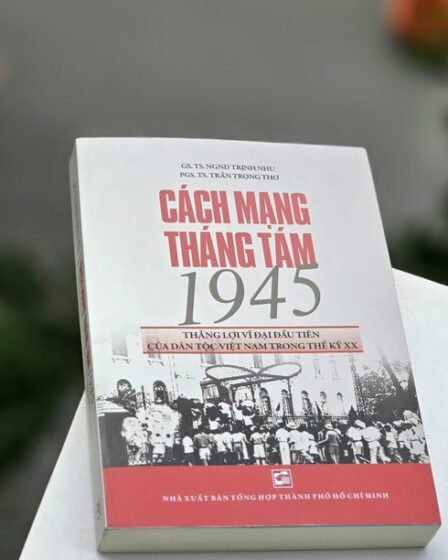 GS. TS. NGND TRỊNH NHU
PGS. TS. TRẦN TRỌNG THƠ
CÁCH MẠNG
THÁNG TÁM
1945
THẮNG LỢI VĨ ĐẠI ĐẦU TIÊN
CỦA DÂN TỘC VIỆT NAM TRONG THẾ KỶ XX
NHÀ XUẤT BẢN TỔNG HỢP THÀNH PHỐ HỒ CHÍ MINH